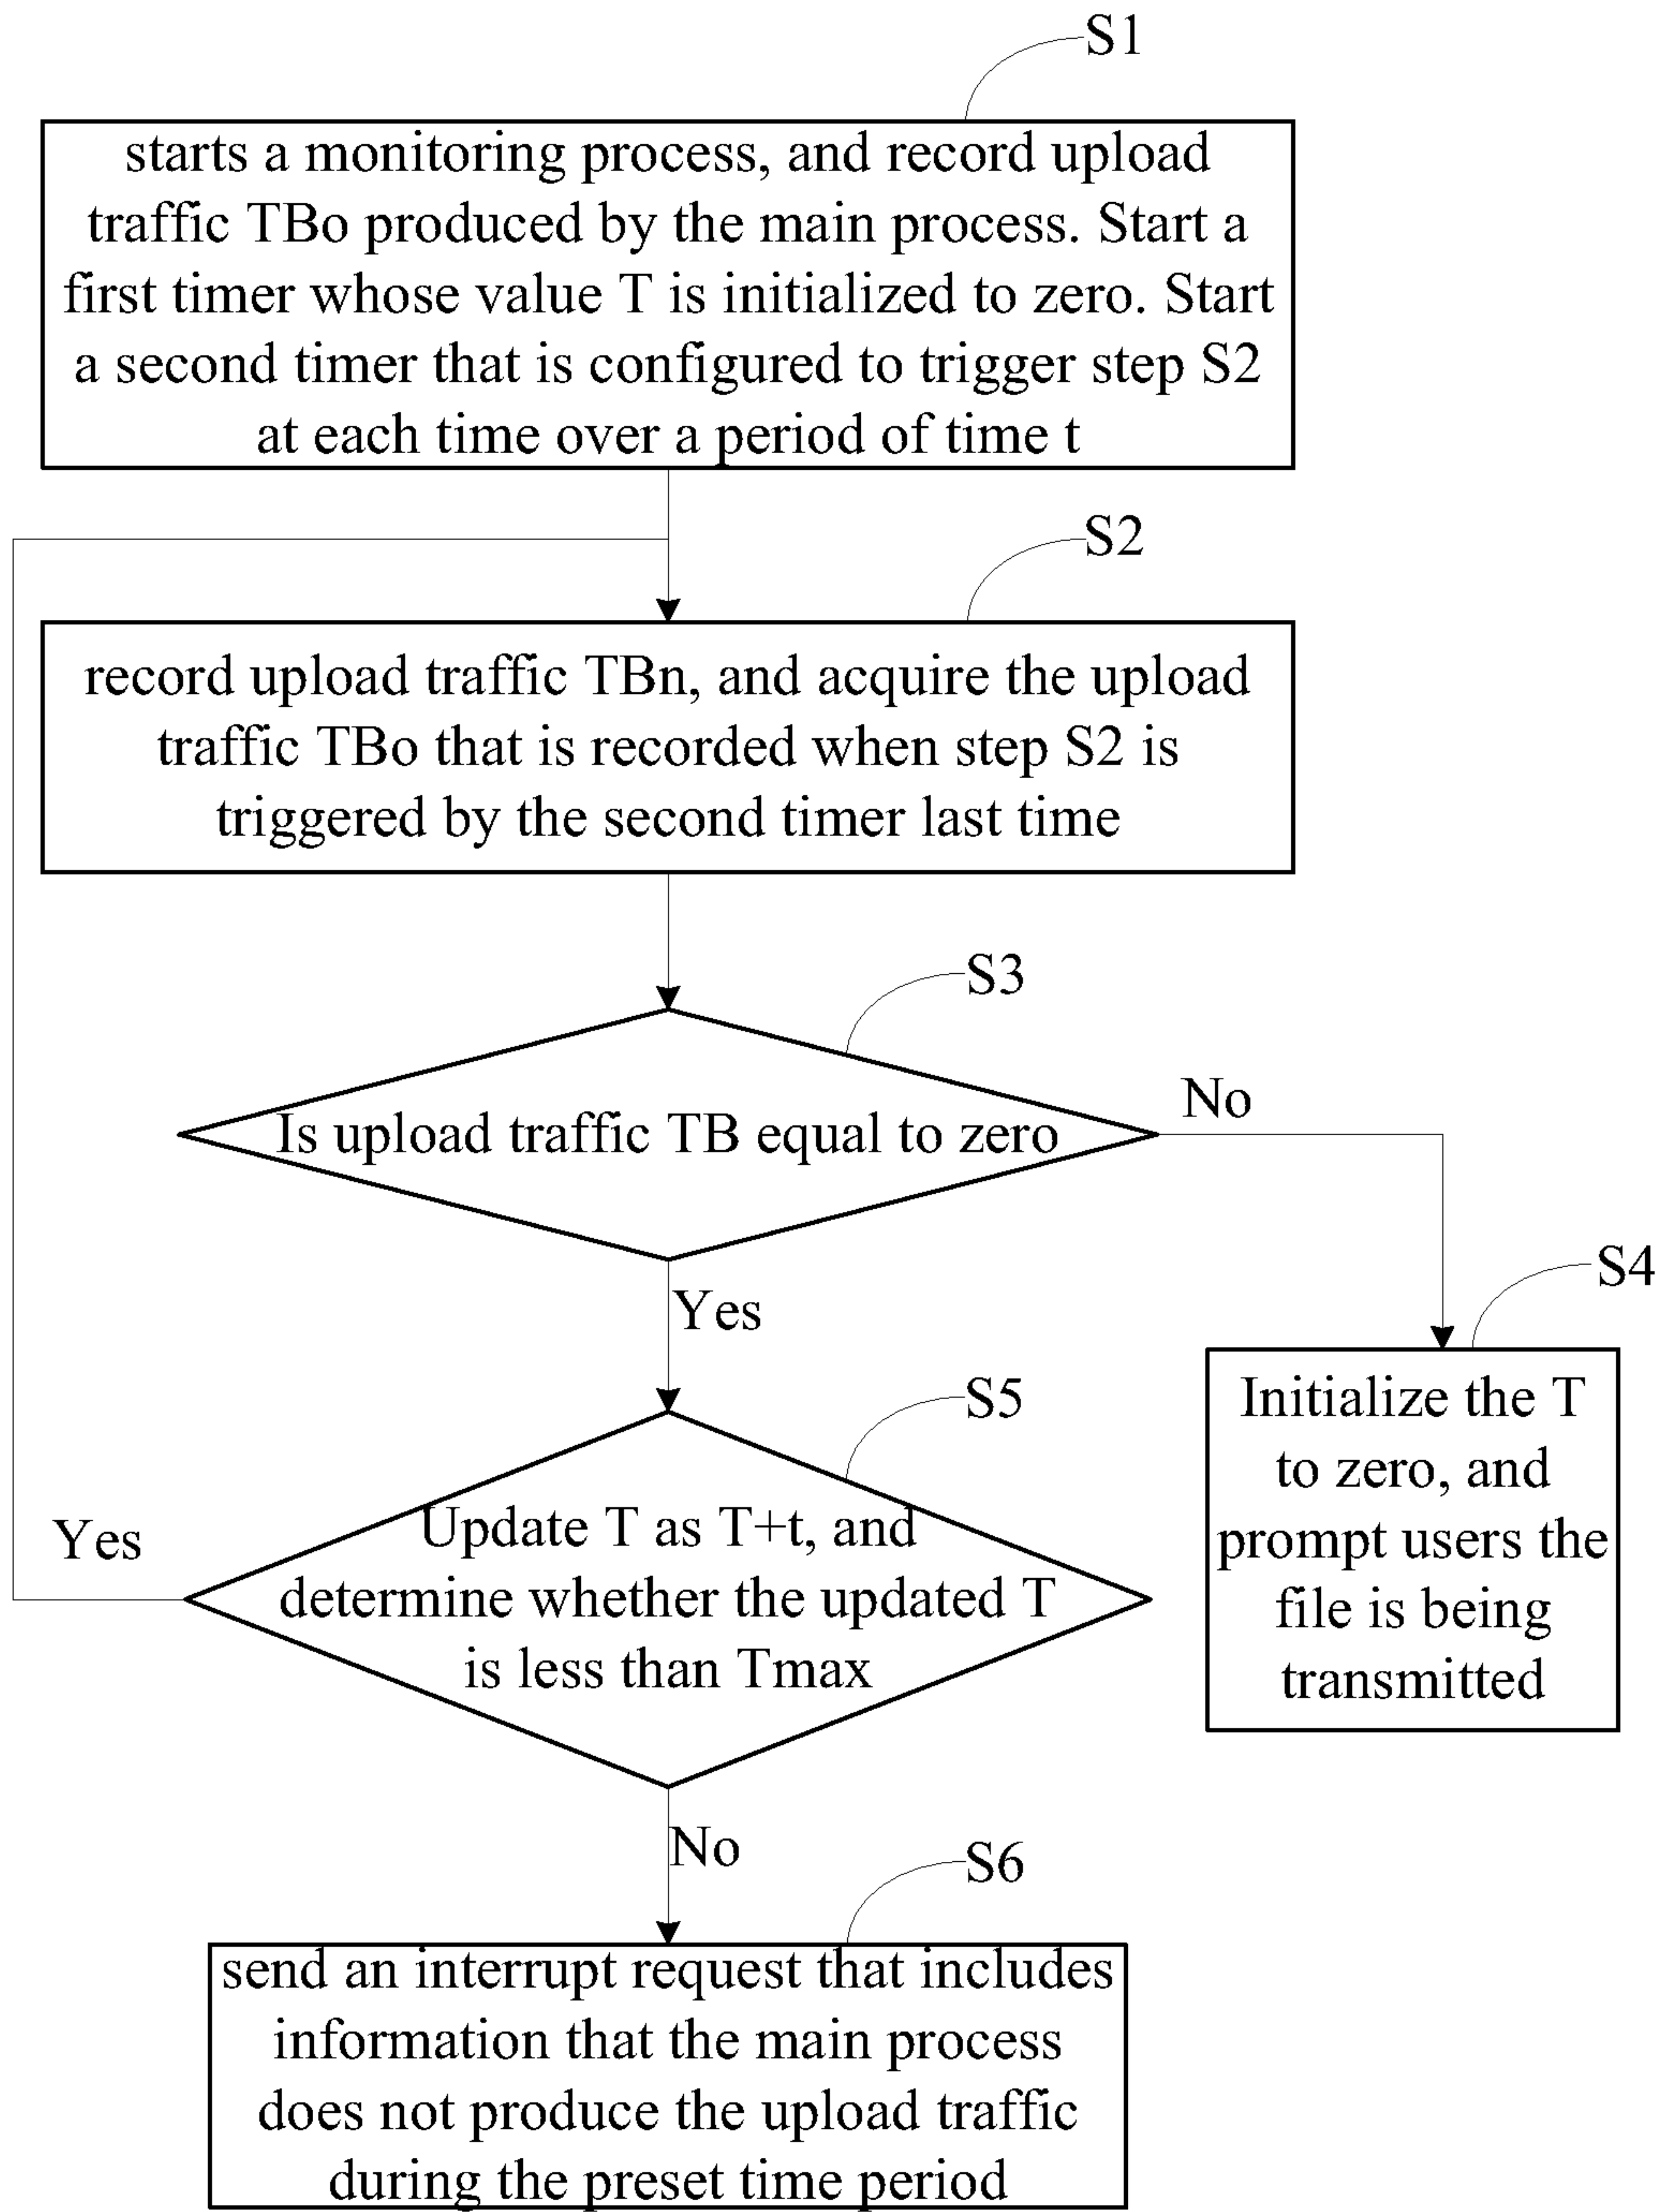 S1
starts a monitoring process, and record upload
traffic TBo produced by the main process. Start a
first timer whose value T is initialized to zero. Start
a second timer that is configured to trigger step S2
at each time over a period of time t
S2
record upload traffic TBn, and acquire the upload
traffic TBo that is recorded when step S2 is
triggered by the second timer last time
S3
Is upload traffic TB equal to zero
No
Yes
S4
Initialize the T
to zero, and
prompt users the
file is being
transmitted
S5
Update T as T+t, and
determine whether the updated T
is less than Tmax
Yes
No
S6
send an interrupt request that includes
information that the main process
does not produce the upload traffic
during the preset time period